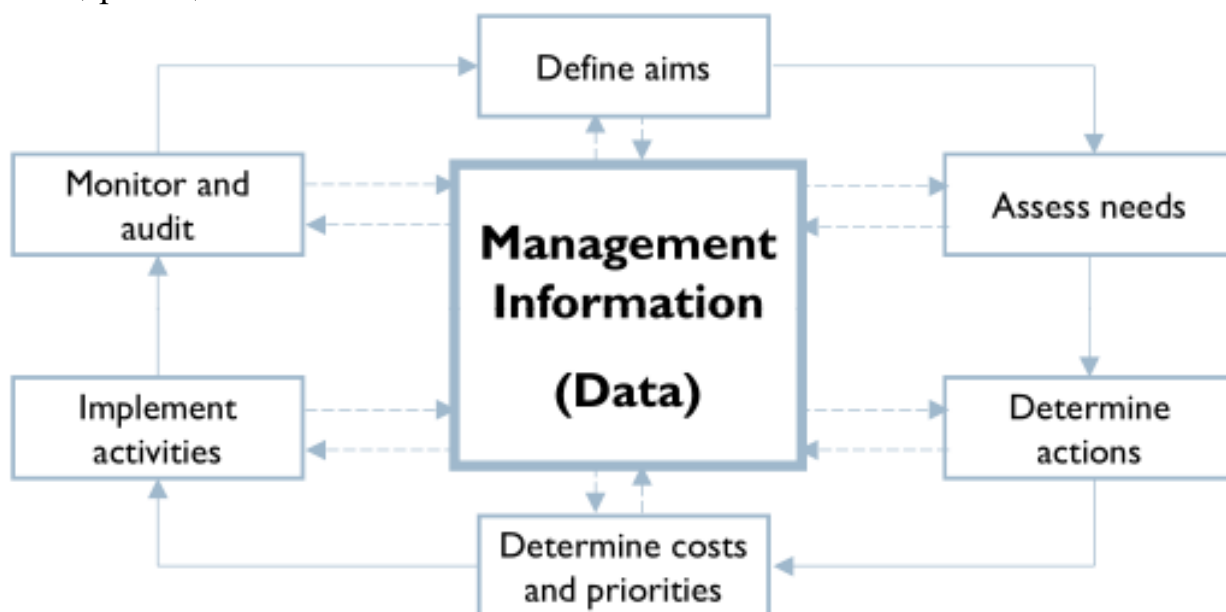 Define aims
Monitor and
audit
Management
Information
(Data)
Assess needs
Implement
activities
Determine
actions
Determine costs
and priorities